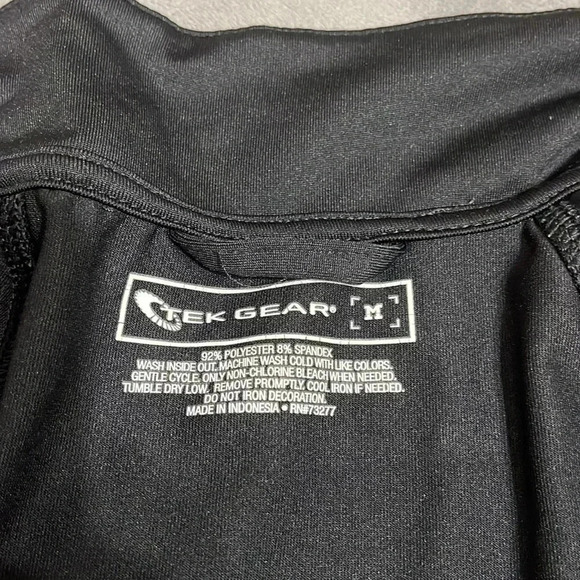 TEK GEAR® M
92% POLYESTER 8% SPANDEX
WASH INSIDE OUT, MACHINE WASH COLD WITH LIKE COLORS.
GENTLE CYCLE, ONLY NON-CHLORINE BLEACH WHEN NEEDED.
TUMBLE DRY LOW. REMOVE PROMPTLY. COOL IRON IF NEEDED.
DO NOT IRON DECORATION.
MADE IN INDONESIA • RN#73277